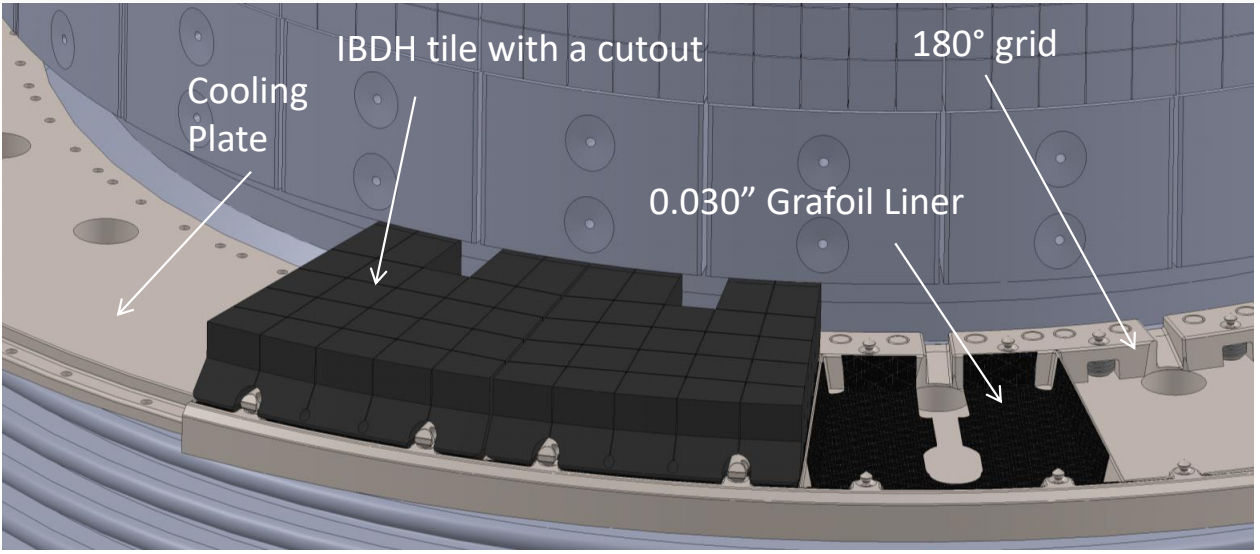 IBDH tile with a cutout
180° grid
Cooling
Plate
0.030” Grafoil Liner